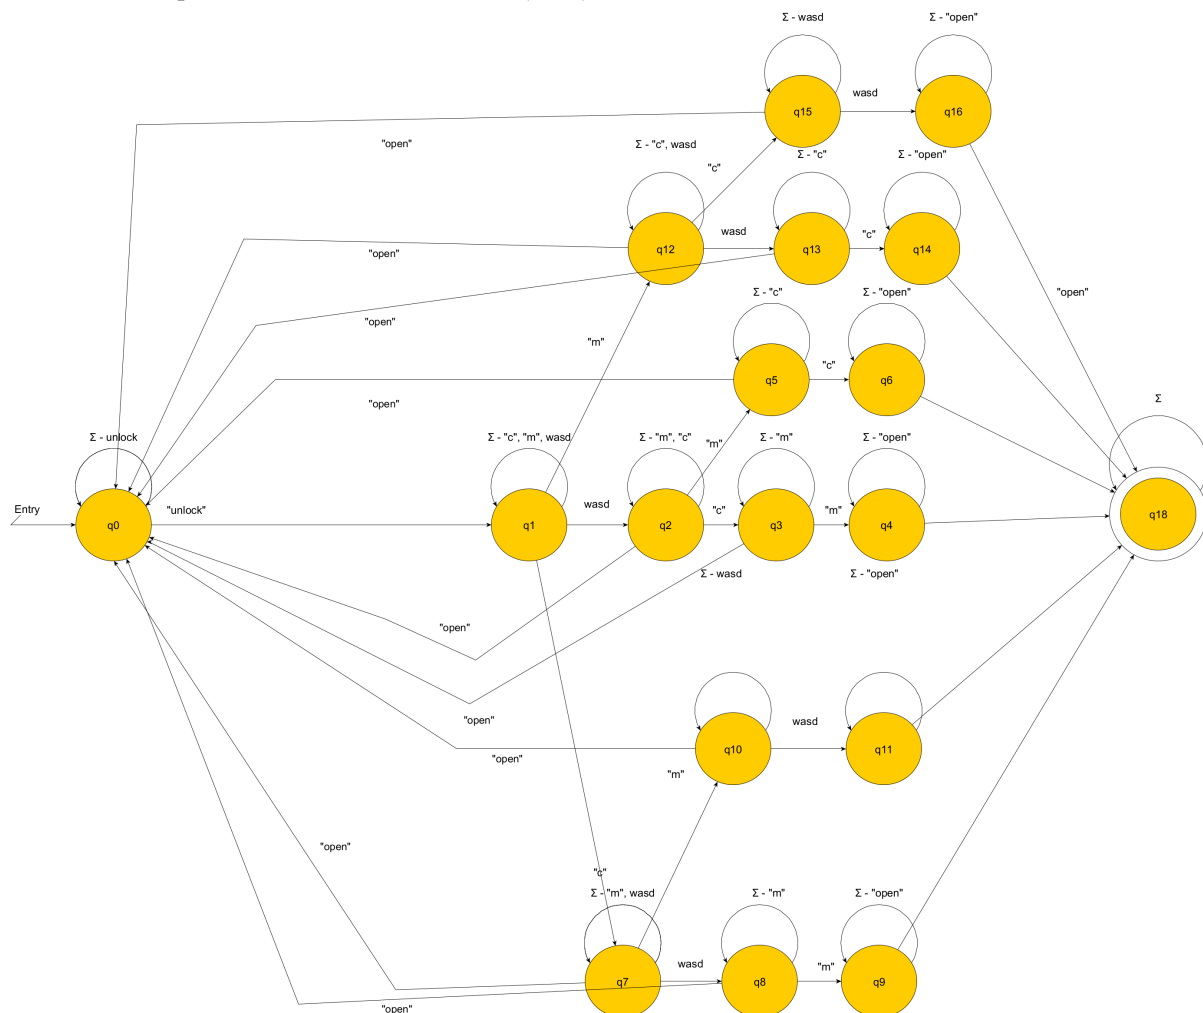 Σ - wasd
Σ - "open"
wasd
q15
q16
"open"
Σ - "c", wasd
"c"
Σ - "c"
Σ - "open"
wasd
"c"
q12
q13
q14
"open"
"open"
"open"
Σ - "c"
Σ - "open"
"m"
"c"
q5
q6
"open"
Σ
Σ - unlock
Σ - "c", "m", wasd
Σ - "m", "c"
"m"
Σ - "m"
Σ - "open"
Entry
"unlock"
wasd
"c"
"m"
q0
q1
q2
q3
q4
q18
Σ - wasd
Σ - "open"
"open"
"open"
wasd
q10
q11
"open"
"m"
"open"
"c"
Σ - "m", wasd
Σ - "m"
Σ - "open"
wasd
"m"
q7
q8
q9
"open"